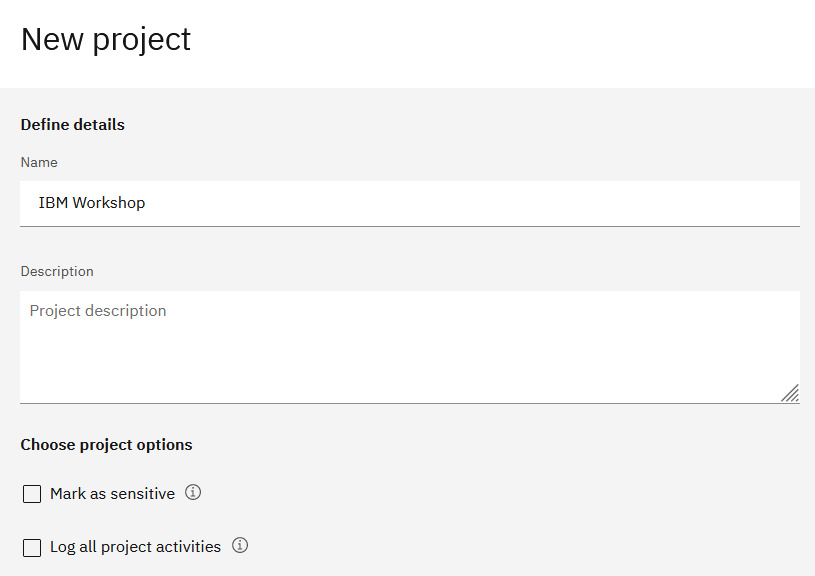 New project
Define details
Name
IBM Workshop
Description
Project description
Choose project options
Mark as sensitive
Log all project activities